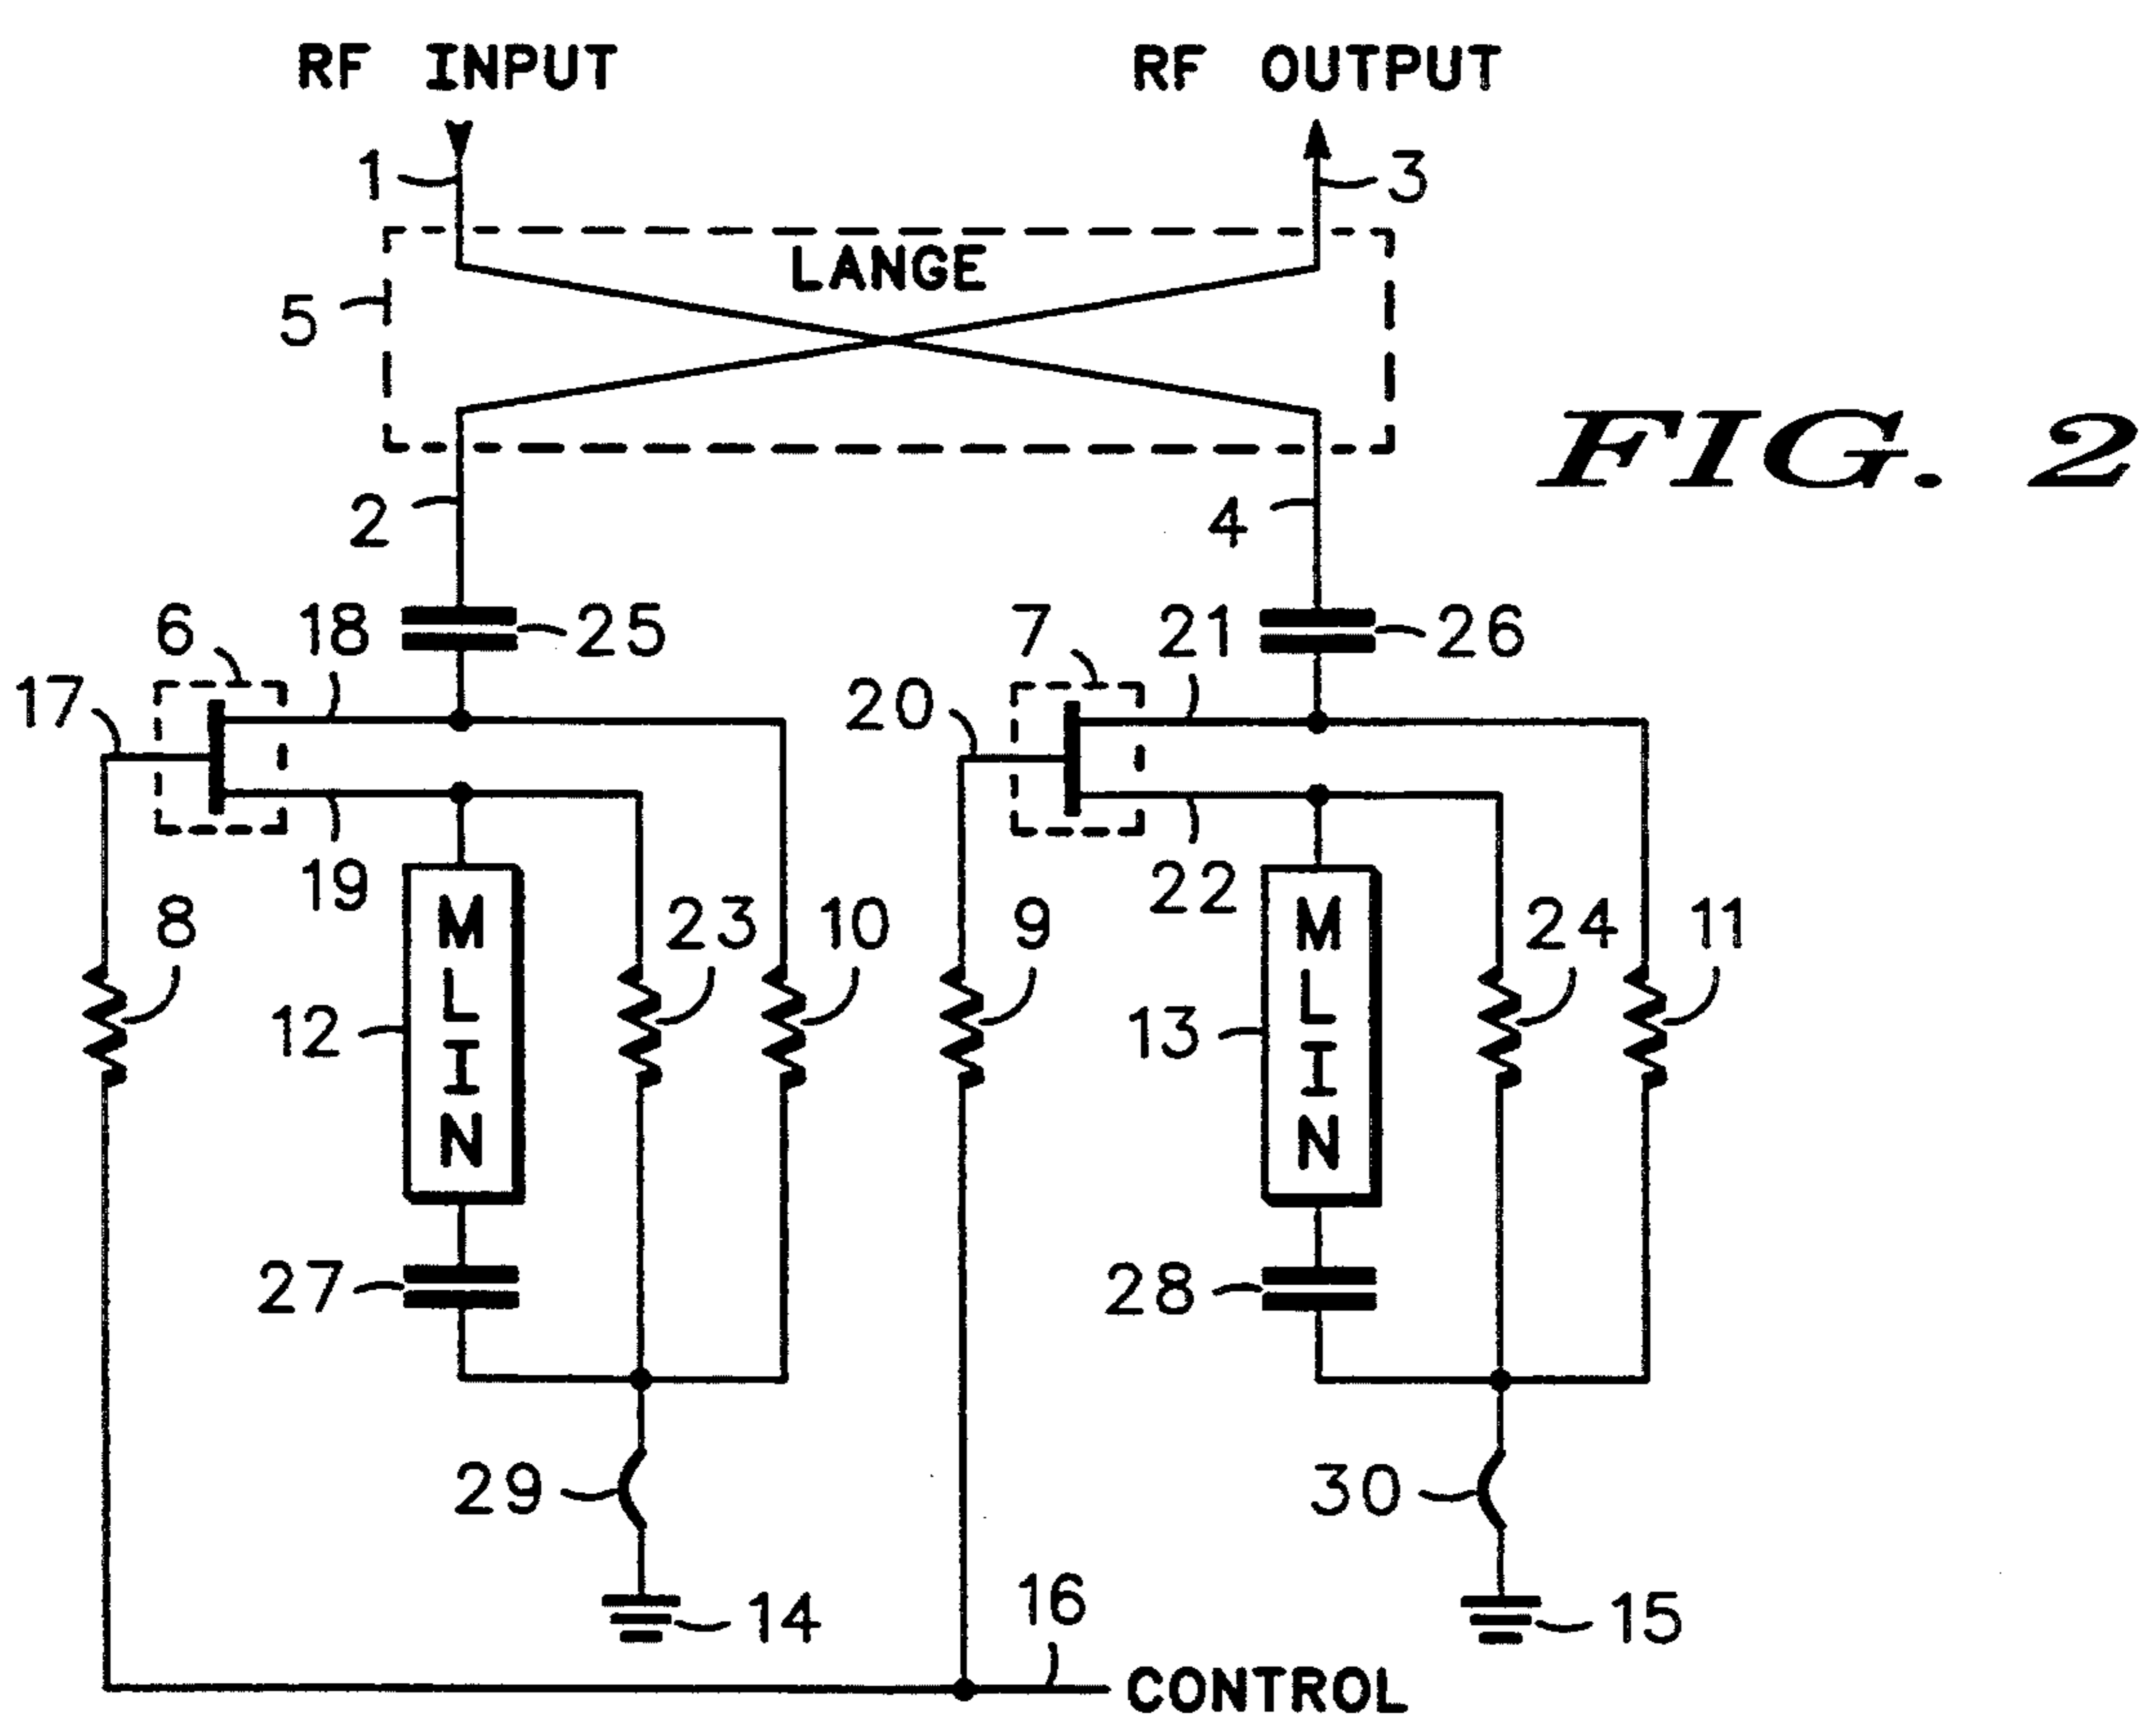 RF INPUT RF OUTPUT
1 3
LANGE
5
FIG. 2
2 4
6 18 25 7 21 26
17 20
19 22
8 23 10 9 24 11
MLIN MLIN
12 13
27 28
29 30
14 16 15
CONTROL